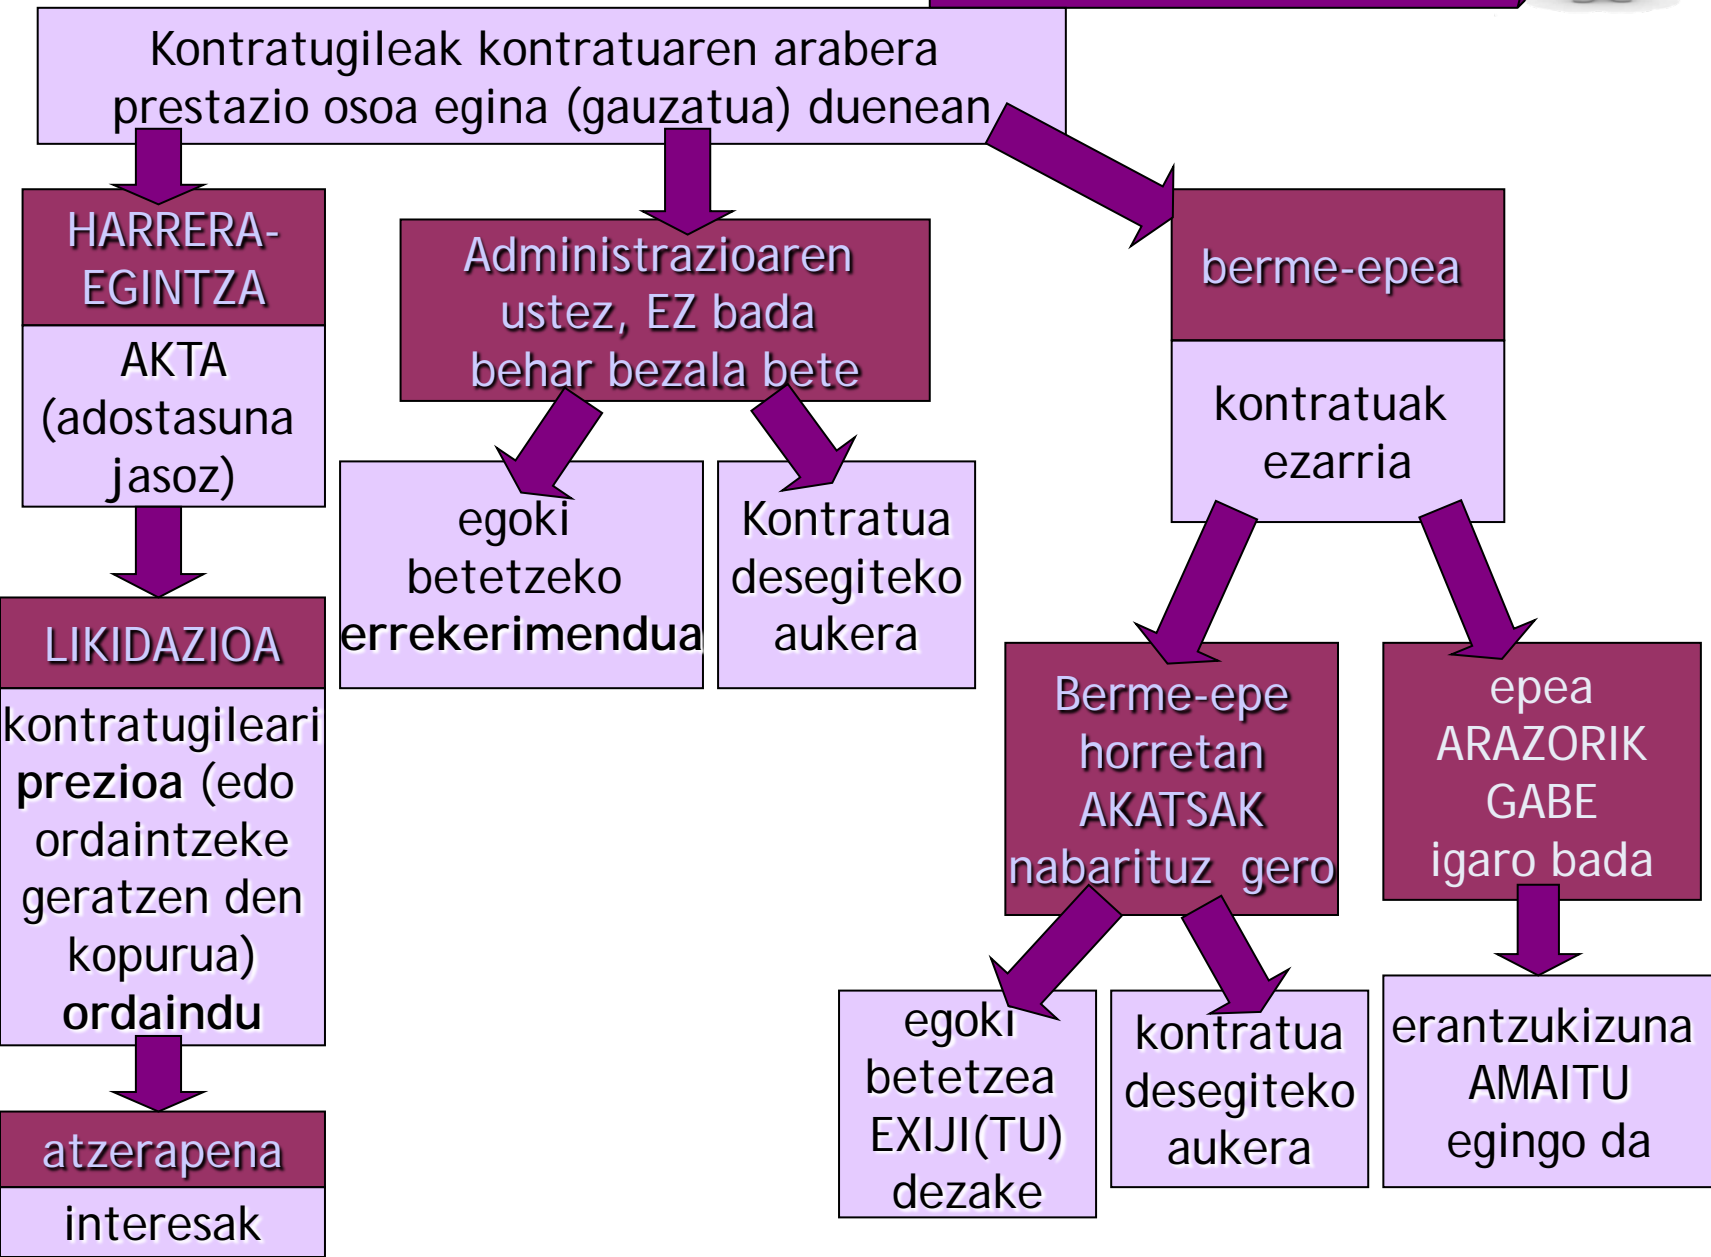 Kontratugileak kontratuaren arabera
prestazio osoa egina (gauzatua) duenean
HARRERA-
EGINTZA
AKTA
(adostasuna
jasoz)
LIKIDAZIOA
kontratugileari
prezioa (edo
ordaintzeke
geratzen den
kopurua)
ordaindu
atzerapena
interesak
Administrazioaren
ustez, EZ bada
behar bezala bete
egoki
betetzeko
errekerimendua
Kontratua
desegiteko
aukera
berme-epea
kontratuak
ezarria
Berme-epe
horretan
AKATSAK
nabarituz gero
egoki
betetzea
EXIJI(TU)
dezake
kontratua
desegiteko
aukera
epea
ARAZORIK
GABE
igaro bada
erantzukizuna
AMAITU
egingo da